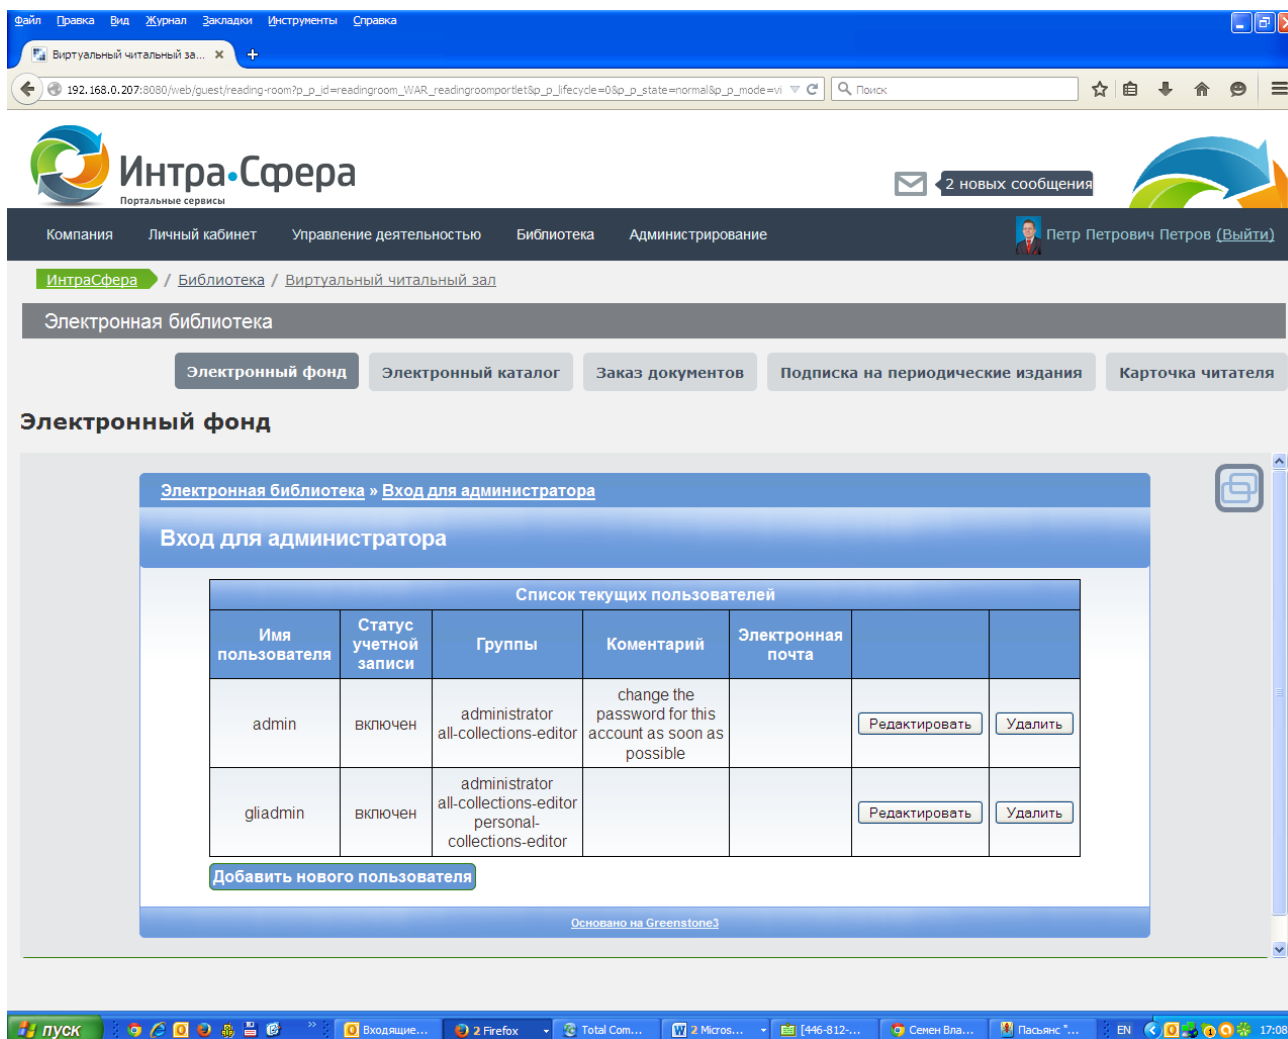 Файл Правка Вид Журнал Закладки Инструменты Справка
Виртуальный читальный за... × +
192.168.0.207:8080/web/guest/reading-room?p_p_id=readingroom_WAR_readingroomportlet&p_p_lifecycle=0&p_p_state=normal&p_p_mode=vi Поиск
Интра•Сфера
Портальные сервисы
2 новых сообщения
Компания Личный кабинет Управление деятельностью Библиотека Администрирование Петр Петрович Петров (Выйти)
ИнтраСфера / Библиотека / Виртуальный читальный зал
Электронная библиотека
Электронный фонд Электронный каталог Заказ документов Подписка на периодические издания Карточка читателя
Электронный фонд
Электронная библиотека » Вход для администратора
Вход для администратора
Список текущих пользователей
Имя пользователя Статус учетной записи Группы Коментарий Электронная почта
admin включен administrator all-collections-editor change the password for this account as soon as possible Редактировать Удалить
gliadmin включен administrator all-collections-editor personal-collections-editor Редактировать Удалить
Добавить нового пользователя
Основано на Greenstone3
пуск Входящие... 2 Firefox Total Com... 2 Micros... [446-812-... Семен Вла... Пасьянс "... EN 17:08